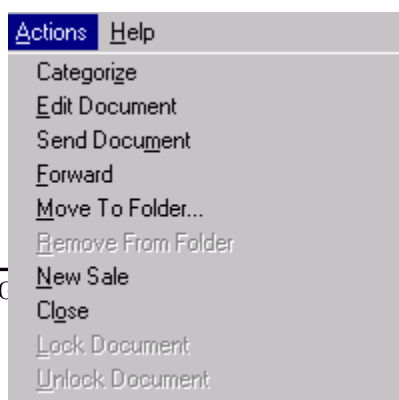 Actions Help
Categorize
Edit Document
Send Document
Forward
Move To Folder...
Remove From Folder
New Sale
Close
Lock Document
Unlock Document